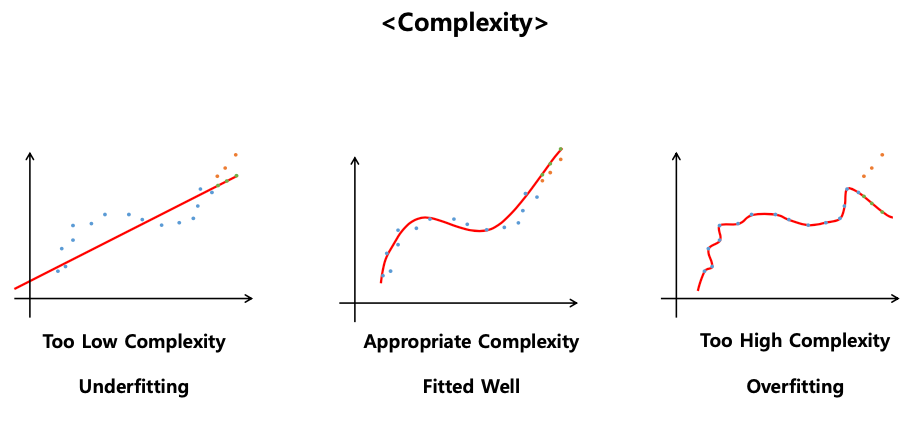 <Complexity>
Too Low Complexity
Appropriate Complexity
Too High Complexity
Underfitting
Fitted Well
Overfitting